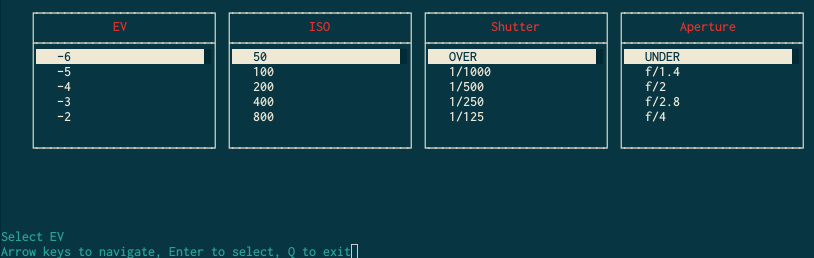 EV ISO Shutter Aperture
-6 50 OVER UNDER
-5 100 1/1000 f/1.4
-4 200 1/500 f/2
-3 400 1/250 f/2.8
-2 800 1/125 f/4
Select EV
Arrow keys to navigate, Enter to select, Q to exit